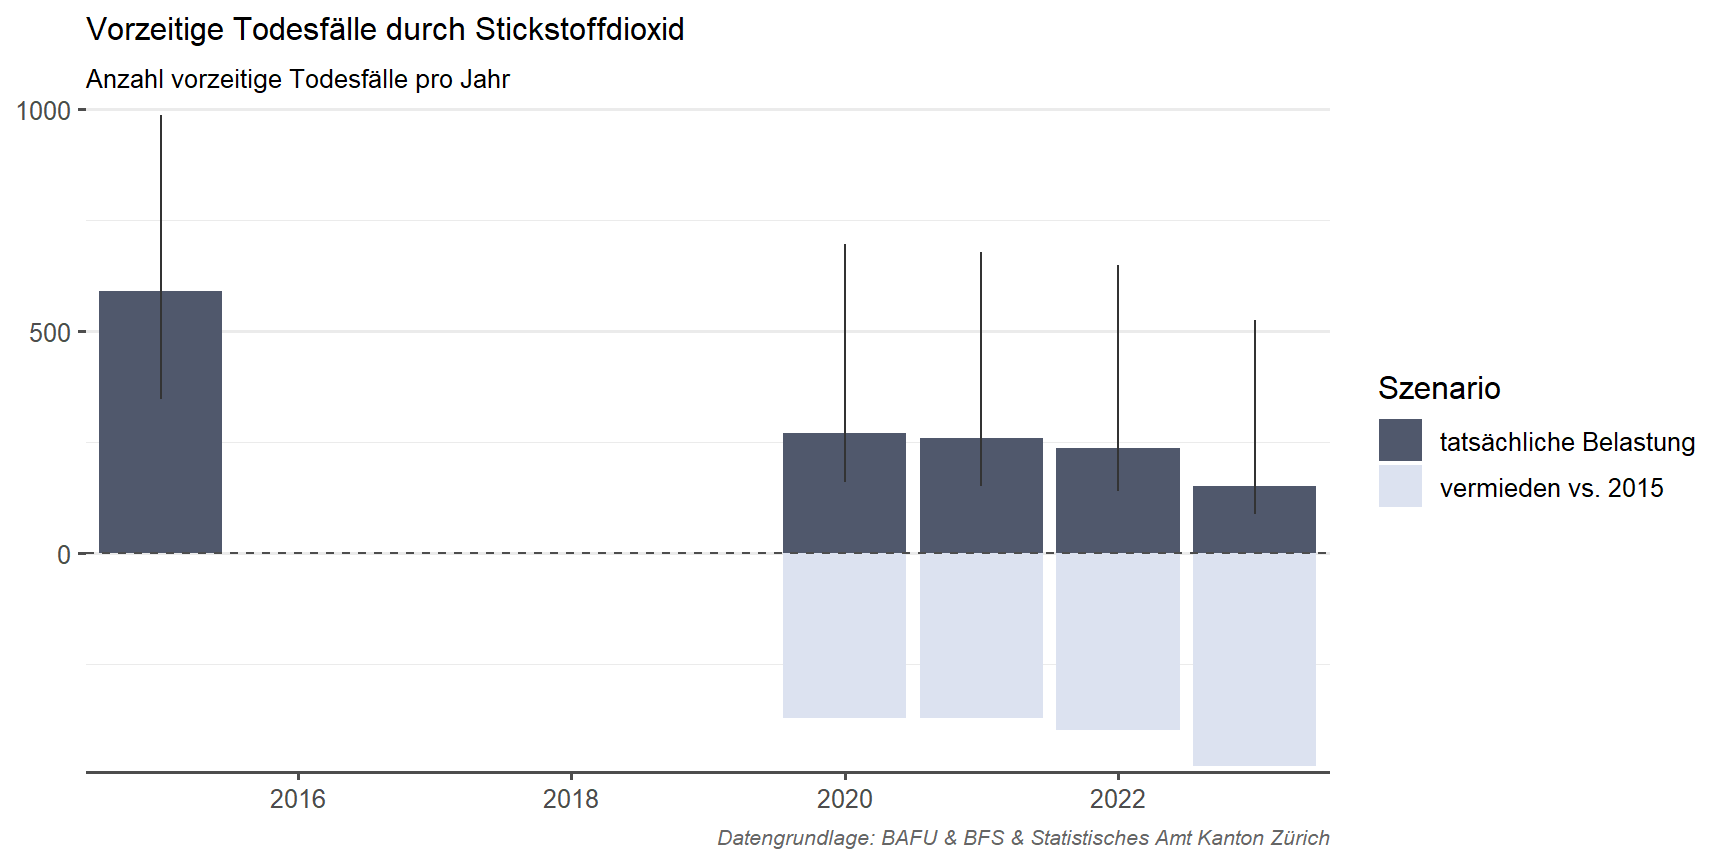 Vorzeitige Todesfälle durch Stickstoffdioxid
Anzahl vorzeitige Todesfälle pro Jahr
1000
500
0
2016
2018
2020
2022
Szenario
tatsächliche Belastung
vermieden vs. 2015
Datengrundlage: BAFU & BFS & Statistisches Amt Kanton Zürich